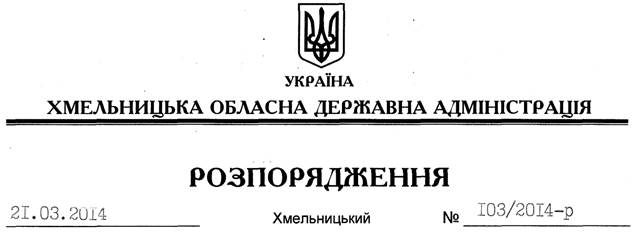 УКРАЇНА
ХМЕЛЬНИЦЬКА ОБЛАСНА ДЕРЖАВНА АДМІНІСТРАЦІЯ
РОЗПОРЯДЖЕННЯ
21.03.2014 Хмельницький № 103/2014-р